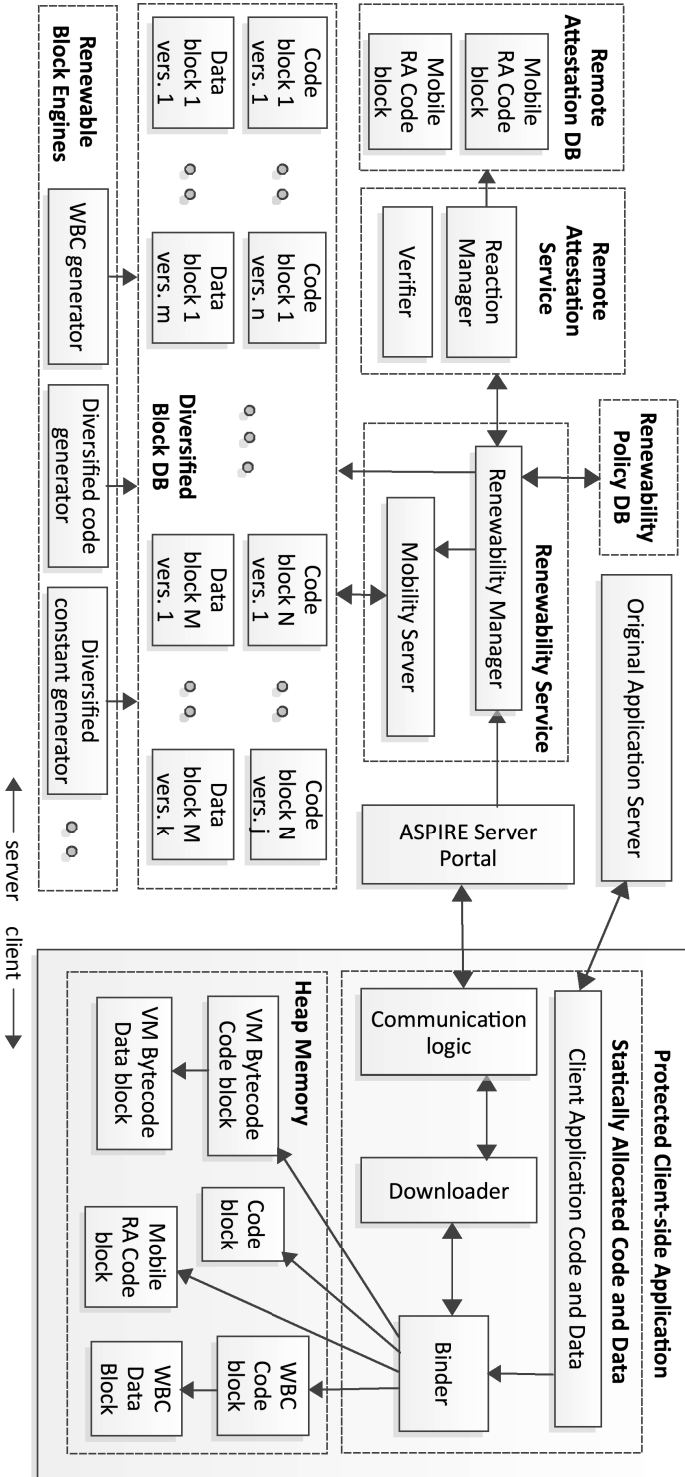 Remote
Attestation DB
Mobile
RA Code
block
Mobile
RA Code
block
Remote
Attestation
Service
Reaction
Manager
Verifier
Renewability
Policy DB
Renewability Service
Renewability Manager
Mobility Server
Original Application Server
ASPIRE Server
Portal
Code
block 1
vers. 1
Code
block 1
vers. n
Code
block N
vers. 1
Code
block N
vers. j
Diversified
Block DB
Data
block 1
vers. 1
Data
block 1
vers. m
Data
block M
vers. 1
Data
block M
vers. k
Renewable
Block Engines
WBC generator
Diversified code
generator
Diversified
constant generator
server
client
Protected Client-side Application
Statically Allocated Code and Data
Client Application Code and Data
Communication
logic
Downloader
Binder
Heap Memory
VM Bytecode
Code block
VM Bytecode
Data block
Code
block
Mobile
RA Code
block
WBC
Code
block
WBC
Data
Block